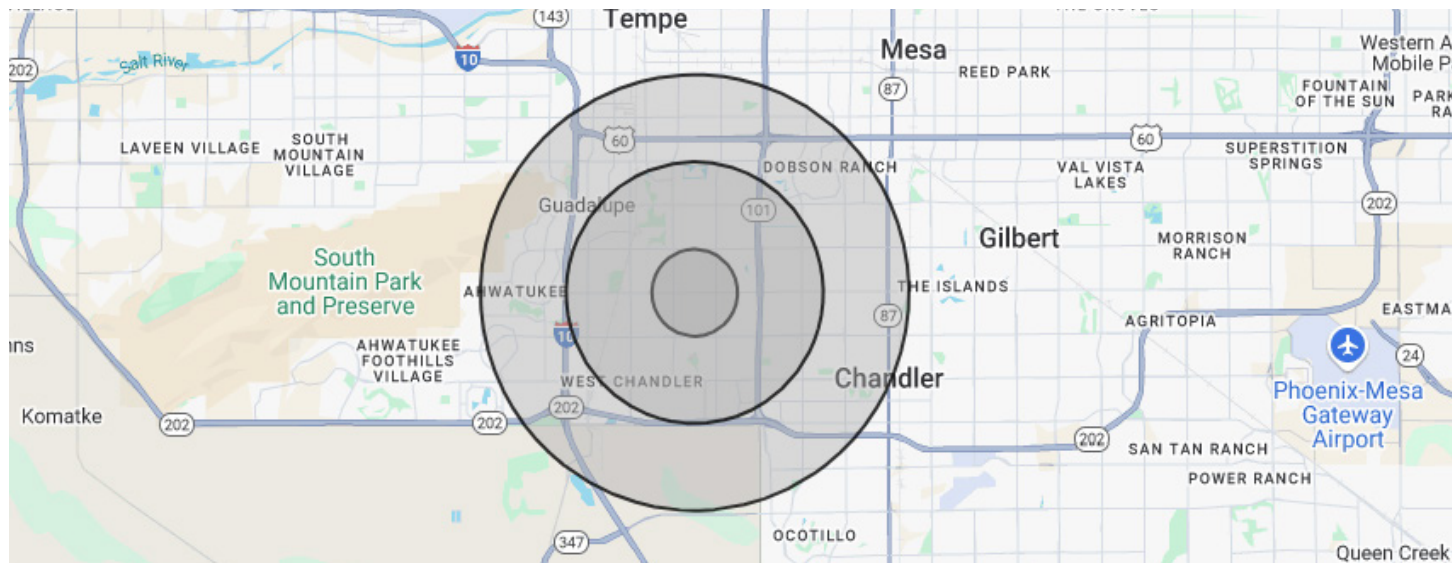 143
Tempe
10
Mesa
Western A
Mobile P
202
Salt River
REED PARK
87
FOUNTAIN
OF THE SUN
PARK
RA
60
60
LAVEEN VILLAGE
SOUTH
MOUNTAIN
VILLAGE
DOBSON RANCH
VAL VISTA
LAKES
SUPERSTITION
SPRINGS
Guadalupe
101
202
Gilbert
MORRISON
RANCH
South
Mountain Park
and Preserve
AHWATUKEE
THE ISLANDS
87
AGRITOPIA
EASTMA
10
nns
AHWATUKEE
FOOTHILLS
VILLAGE
24
WEST CHANDLER
Chandler
Phoenix-Mesa
Gateway
Airport
Komatke
202
202
202
202
SAN TAN RANCH
POWER RANCH
347
OCOTILLO
Queen Creek